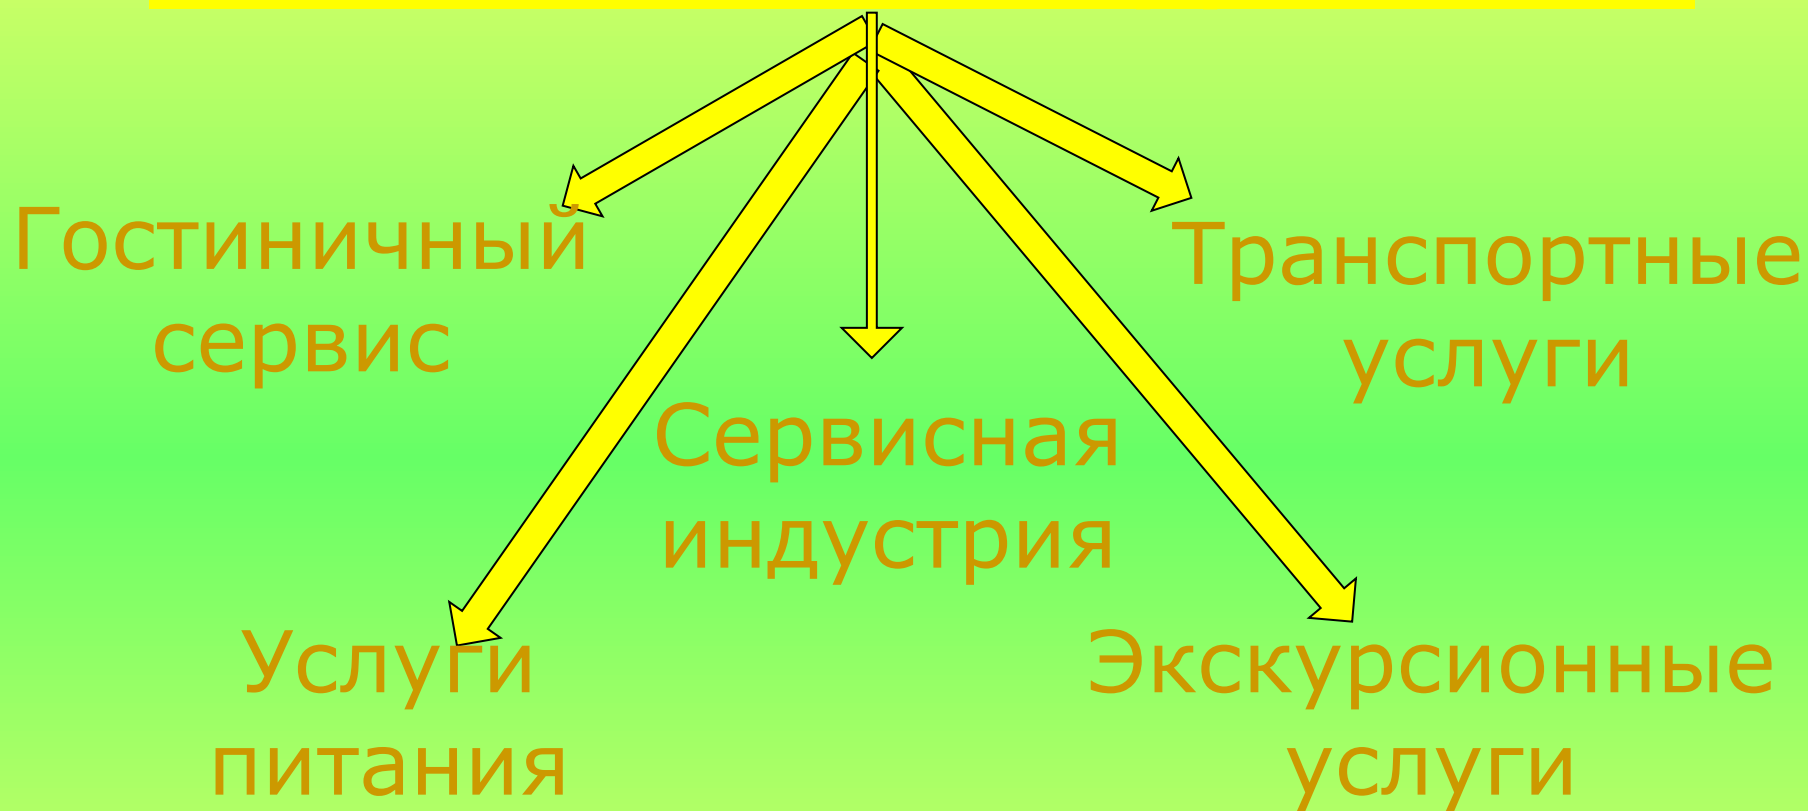 Гостиничный
сервис
Транспортные
услуги
Сервисная
индустрия
Услуги
питания
Экскурсионные
услуги